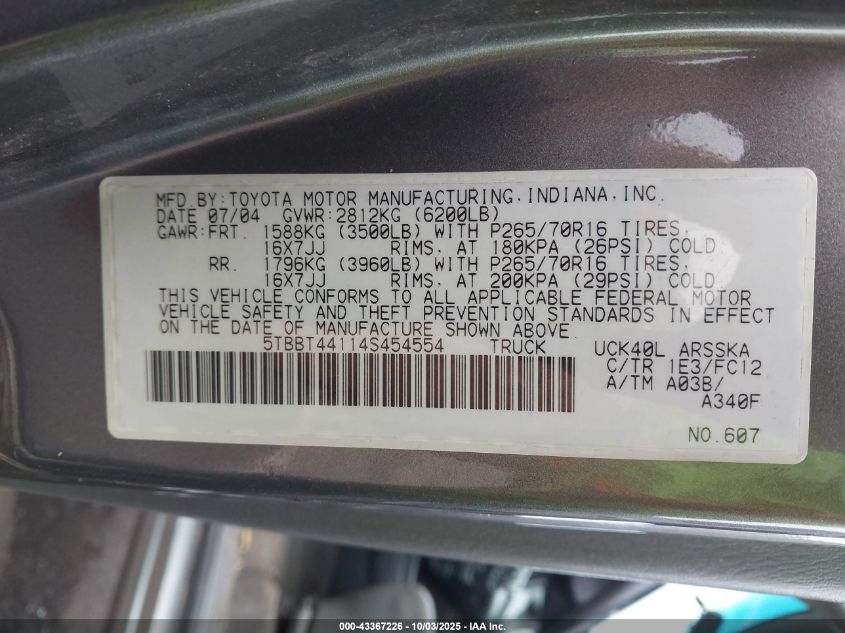 MFD.BY:TOYOTA MOTOR MANUFACTURING.INDIANA.INC.
DATE 07/04 GVWR:2812KG (6200LB)
GAWR:FRT. 1588KG (3500LB) WITH P265/70R16 TIRES.
16X7JJ RIMS. AT 180KPA (26PSI) COLD.
RR. 1796KG (3960LB) WITH P265/70R16 TIRES.
16X7JJ RIMS. AT 200KPA (29PSI) COLD.
THIS VEHICLE CONFORMS TO ALL APPLICABLE FEDERAL MOTOR
VEHICLE SAFETY AND THEFT PREVENTION STANDARDS IN EFFECT
ON THE DATE OF MANUFACTURE SHOWN ABOVE.
5TBBT44114S454554 TRUCK UCK40L ARSSKA
C/TR 1E3/FC12
A/TM A03B/
A340F
NO.607
000-43367226 - 10/03/2025 - IAA Inc.